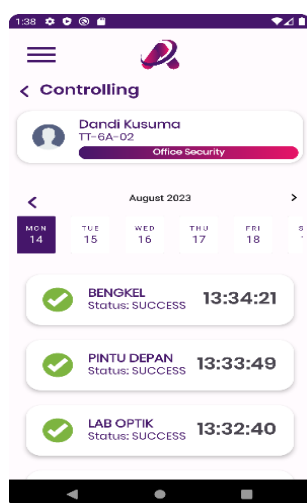 1:38
Controlling
Dandi Kusuma
TT-6A-02
Office Security
August 2023
MON TUE WED THU FRI S
14 15 16 17 18
BENGKEL
Status: SUCCESS
13:34:21
PINTU DEPAN
Status: SUCCESS
13:33:49
LAB OPTIK
Status: SUCCESS
13:32:40